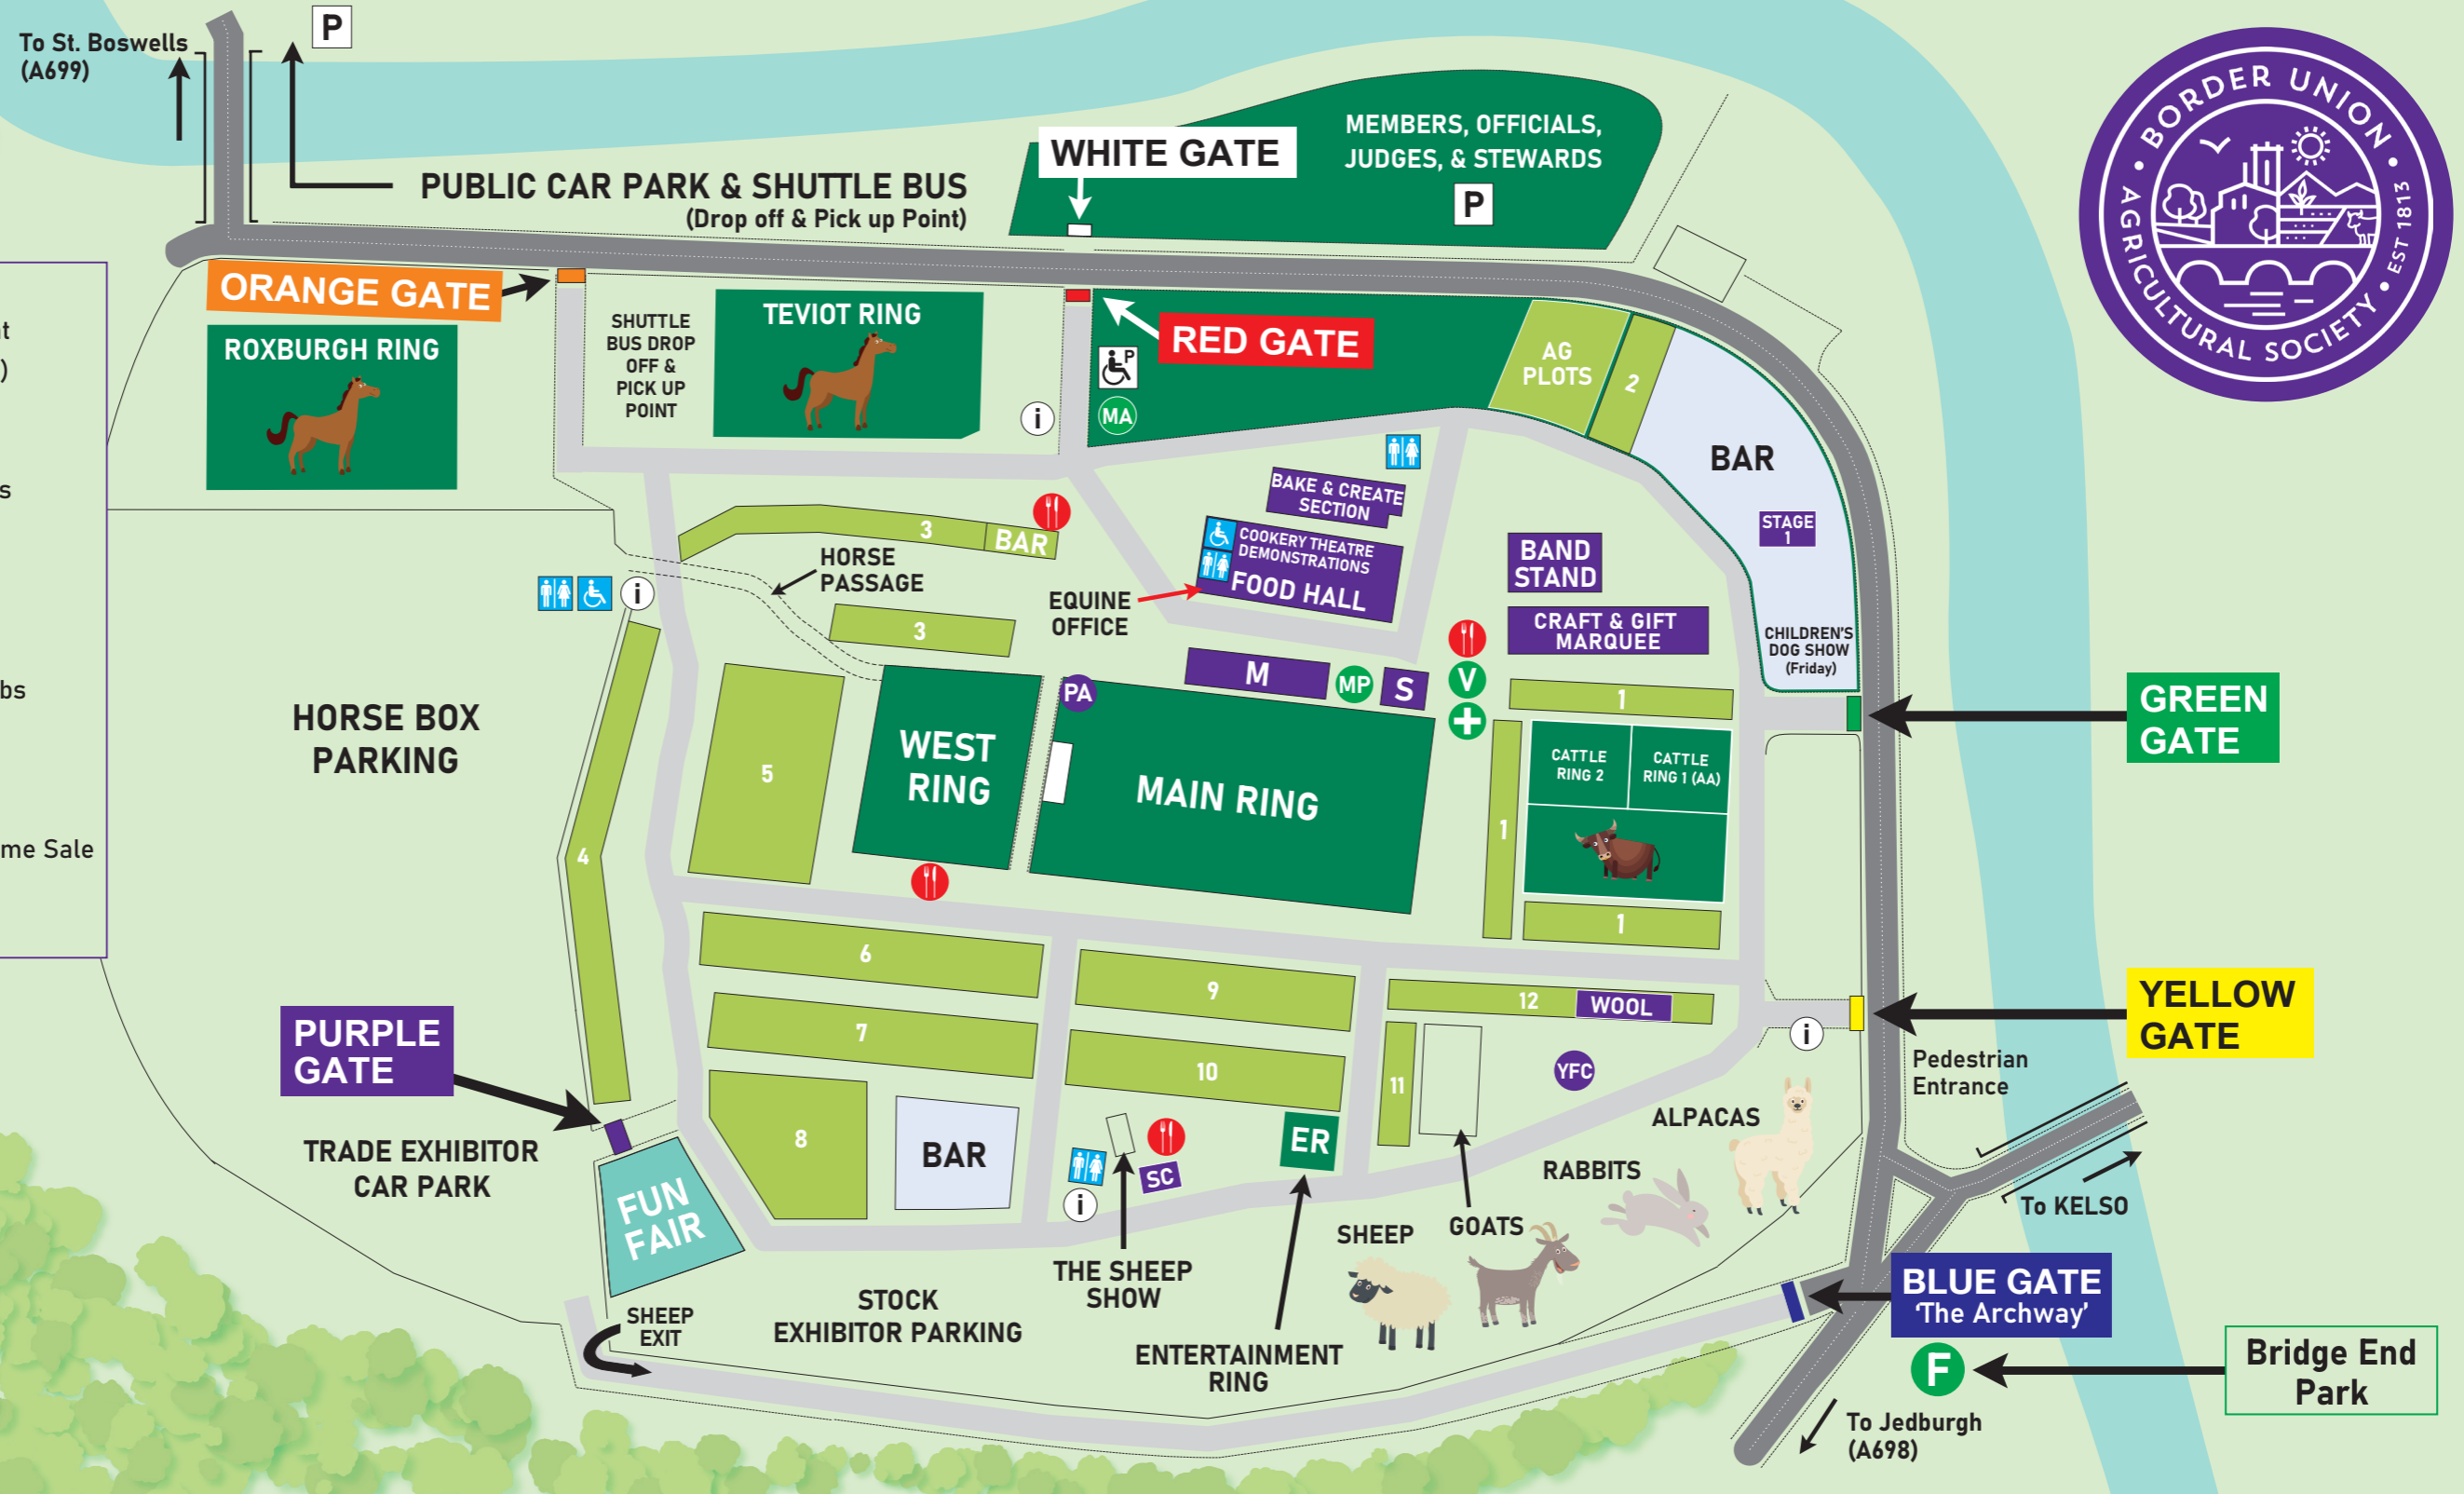 To St. Boswells
(A699)
P
PUBLIC CAR PARK & SHUTTLE BUS
(Drop off & Pick up Point)
WHITE GATE
MEMBERS, OFFICIALS,
JUDGES, & STEWARDS
P
BORDER UNION
AGRICULTURAL SOCIETY
EST 1813
ORANGE GATE
ROXBURGH RING
SHUTTLE
BUS DROP
OFF &
PICK UP
POINT
TEVIOT RING
i
P
MA
RED GATE
AG
PLOTS
2
BAR
STAGE
1
CHILDREN'S
DOG SHOW
(Friday)
t
)
s
bs
me Sale
3
BAR
HORSE
PASSAGE
3
i
BAKE & CREATE
SECTION
COOKERY THEATRE
DEMONSTRATIONS
FOOD HALL
EQUINE
OFFICE
BAND
STAND
CRAFT & GIFT
MARQUEE
M
MP
S
V
PA
1
GREEN
GATE
HORSE BOX
PARKING
5
WEST
RING
MAIN RING
CATTLE
RING 2
CATTLE
RING 1 (AA)
1
4
1
6
9
12
WOOL
YELLOW
GATE
i
Pedestrian
Entrance
PURPLE
GATE
7
10
11
YFC
TRADE EXHIBITOR
CAR PARK
8
BAR
SC
i
ER
ALPACAS
RABBITS
GOATS
SHEEP
To KELSO
FUN
FAIR
THE SHEEP
SHOW
STOCK
EXHIBITOR PARKING
ENTERTAINMENT
RING
SHEEP
EXIT
BLUE GATE
'The Archway'
F
Bridge End
Park
To Jedburgh
(A698)